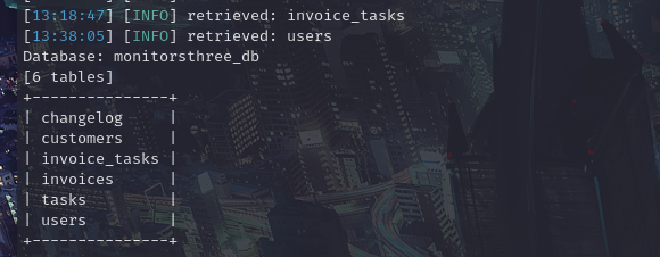 [13:18:47] [INFO] retrieved: invoice_tasks
[13:38:05] [INFO] retrieved: users
Database: monitorsthree_db
[6 tables]
+---------------+
| changelog     |
| customers     |
| invoice_tasks |
| invoices      |
| tasks         |
| users         |
+---------------+